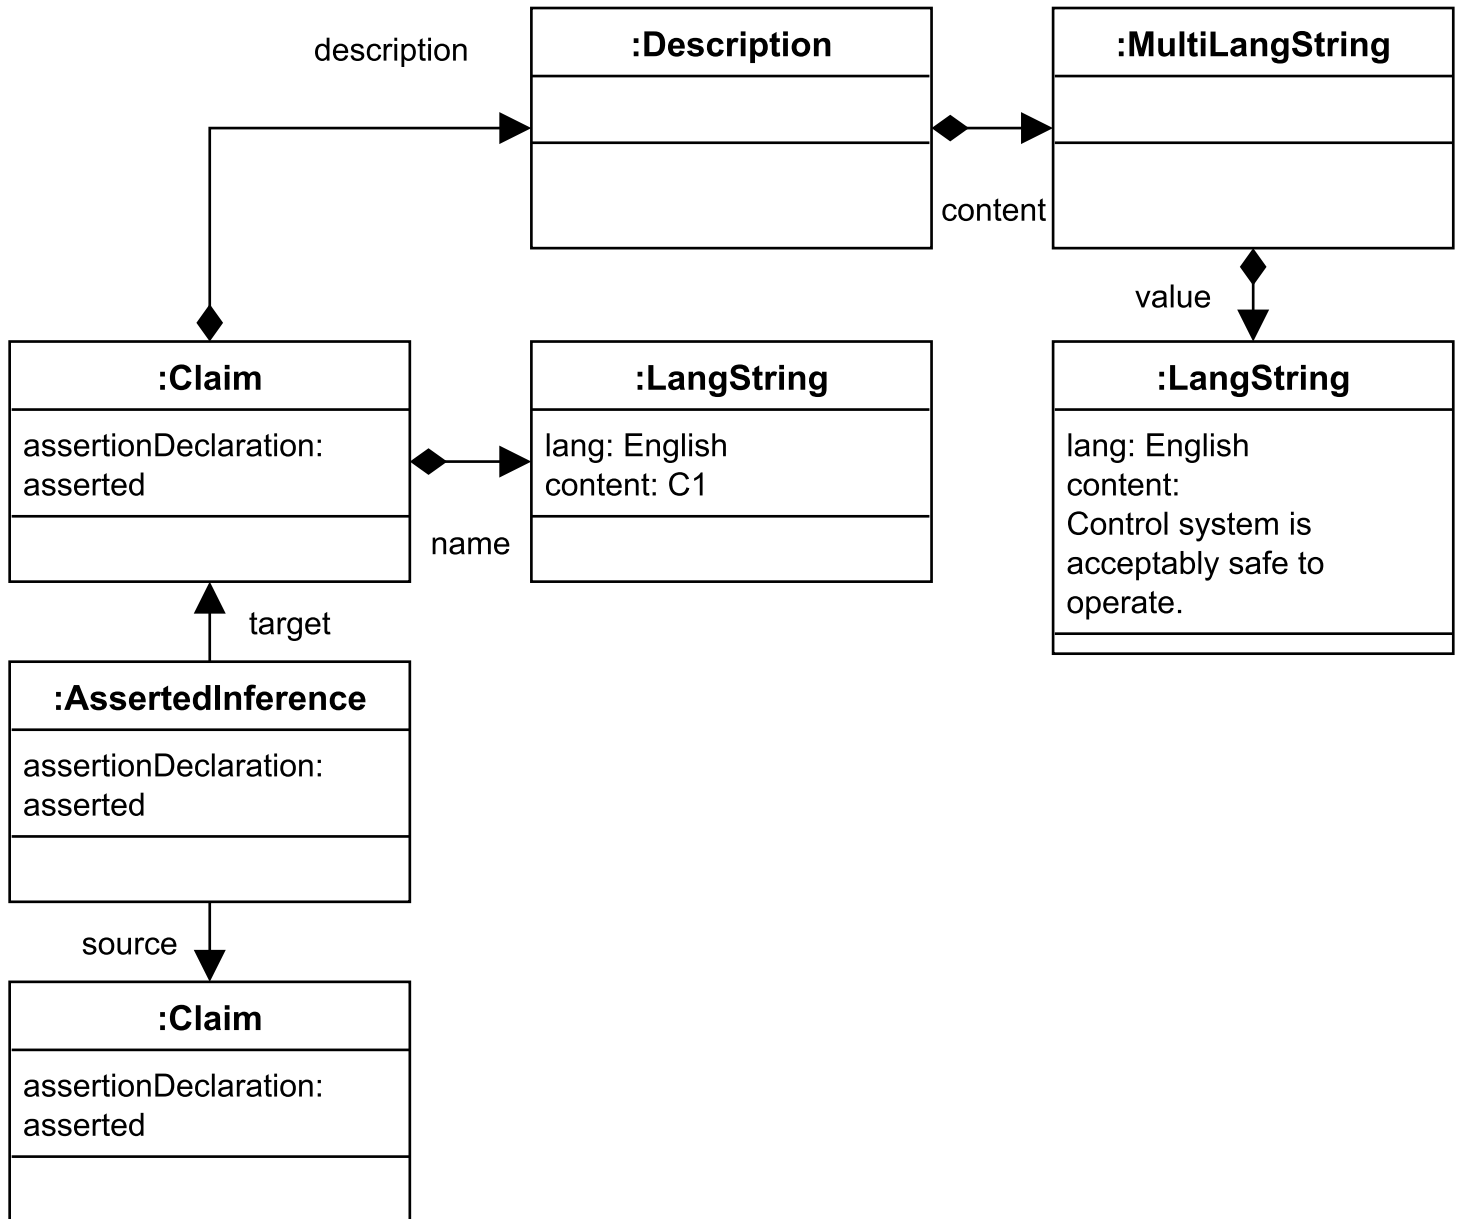 description
:Description
:MultiLangString
content
value
:Claim
assertionDeclaration:
asserted
name
:LangString
lang: English
content: C1
:LangString
lang: English
content:
Control system is
acceptably safe to
operate.
target
:AssertedInference
assertionDeclaration:
asserted
source
:Claim
assertionDeclaration:
asserted